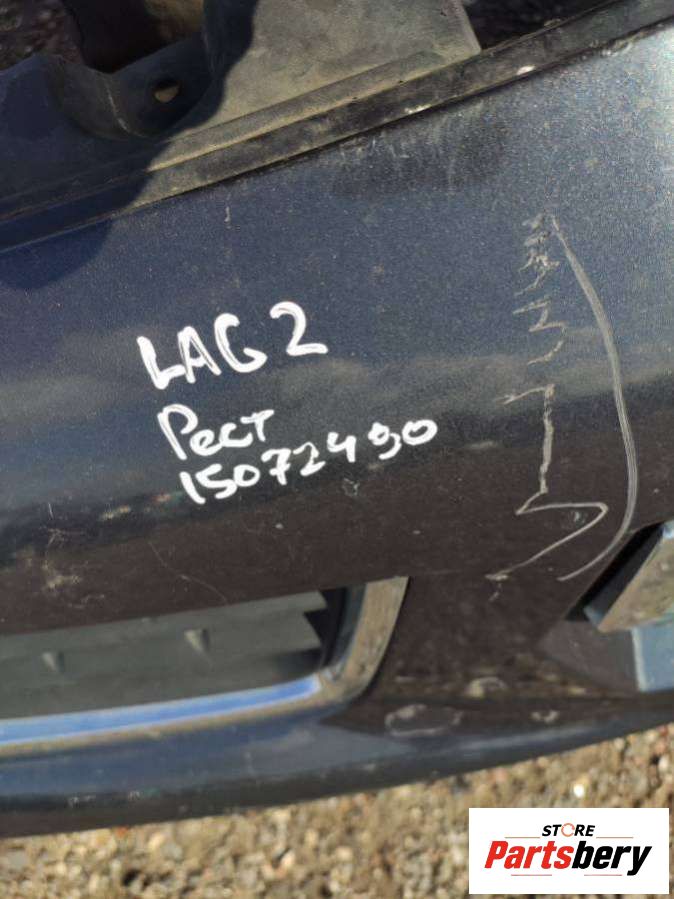 LAG 2
Рест
15072490
STORE
Partsbery